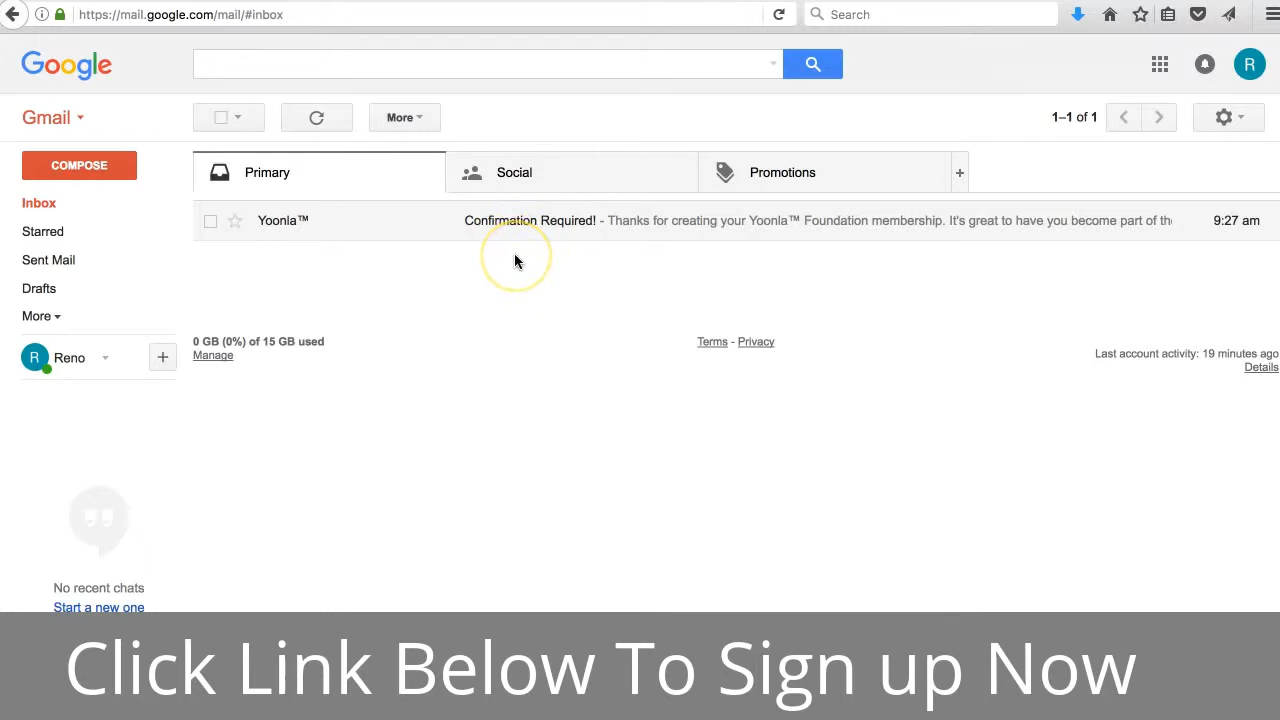 https://mail.google.com/mail/#inbox
Search
Google
R
Gmail
More
1–1 of 1
COMPOSE
Primary
Social
Promotions
+
Inbox
Yoonla™
Confirmation Required! - Thanks for creating your Yoonla™ Foundation membership. It's great to have you become part of the
9:27 am
Starred
Sent Mail
Drafts
More
R
Reno
+
0 GB (0%) of 15 GB used
Manage
Terms - Privacy
Last account activity: 19 minutes ago
Details
No recent chats
Start a new one
Click Link Below To Sign up Now